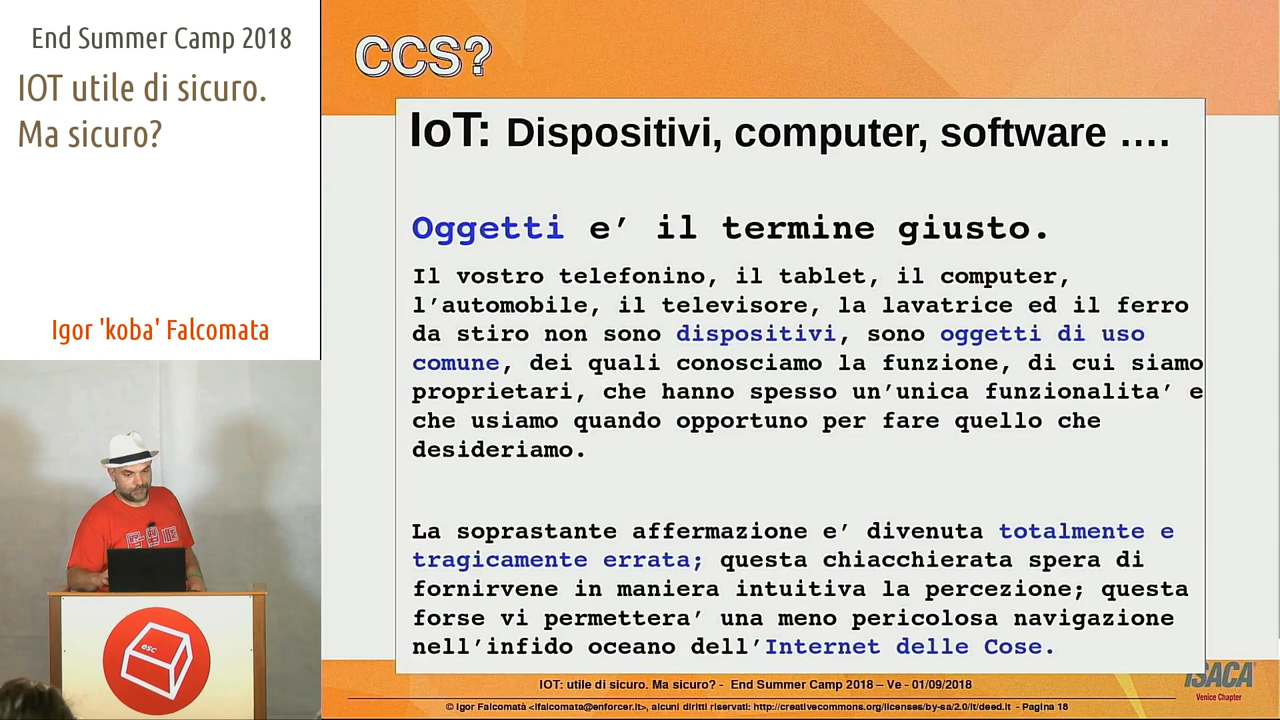 End Summer Camp 2018
IOT utile di sicuro.
Ma sicuro?
Igor 'koba' Falcomata
CCS?
IoT: Dispositivi, computer, software ....
Oggetti e’ il termine giusto.
Il vostro telefonino, il tablet, il computer,
l’automobile, il televisore, la lavatrice ed il ferro
da stiro non sono dispositivi, sono oggetti di uso
comune, dei quali conosciamo la funzione, di cui siamo
proprietari, che hanno spesso un’unica funzionalita’ e
che usiamo quando opportuno per fare quello che
desideriamo.
La soprastante affermazione e’ divenuta totalmente e
tragicamente errata; questa chiacchierata spera di
fornirvene in maniera intuitiva la percezione; questa
forse vi permettera’ una meno pericolosa navigazione
nell’infido oceano dell’Internet delle Cose.
esc
ISACA
Venice Chapter
IOT: utile di sicuro. Ma sicuro? - End Summer Camp 2018 – Ve - 01/09/2018
© Igor Falcomatà <ifalcomata@enforcer.it>, alcuni diritti riservati: http://creativecommons.org/licenses/by-sa/2.0/it/deed.it - Pagina 18